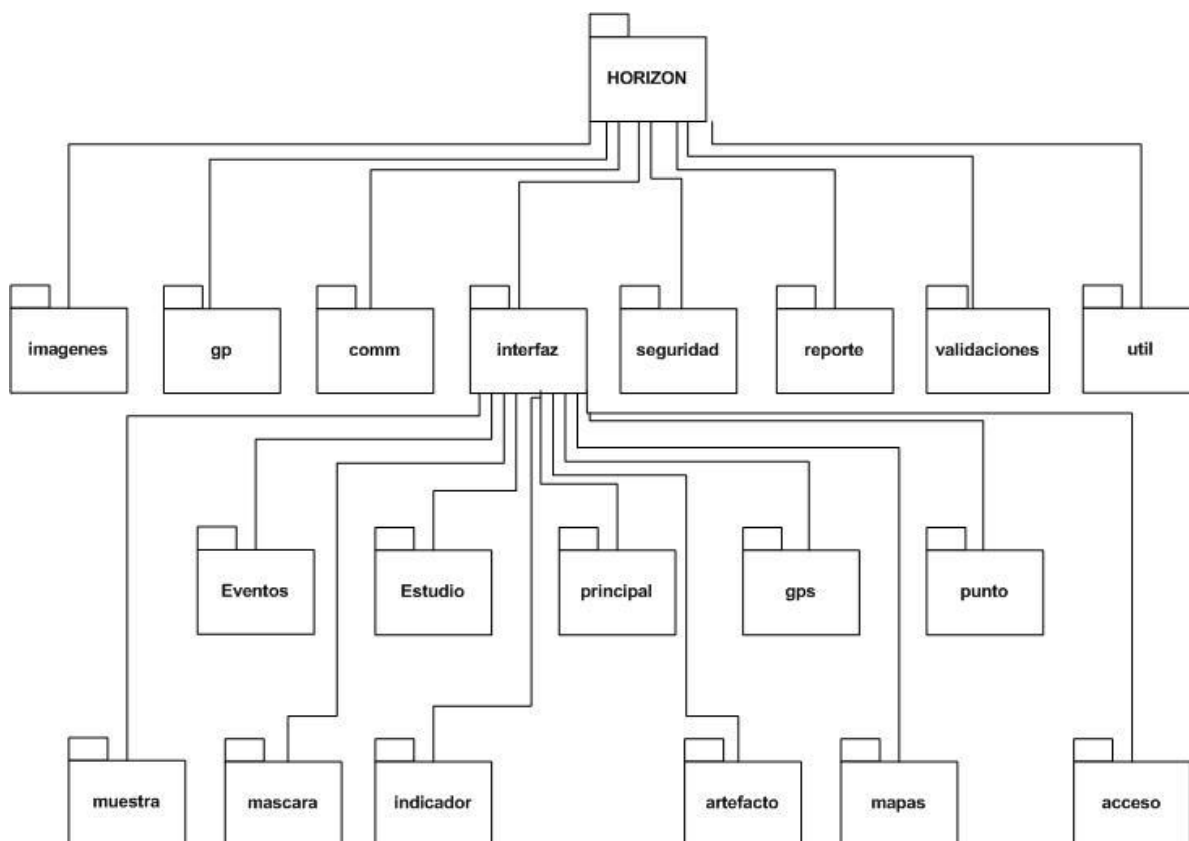 HORIZON
imagenes
gp
comm
interfaz
seguridad
reporte
validaciones
util
Eventos
Estudio
principal
gps
punto
muestra
mascara
indicador
artefacto
mapas
acceso